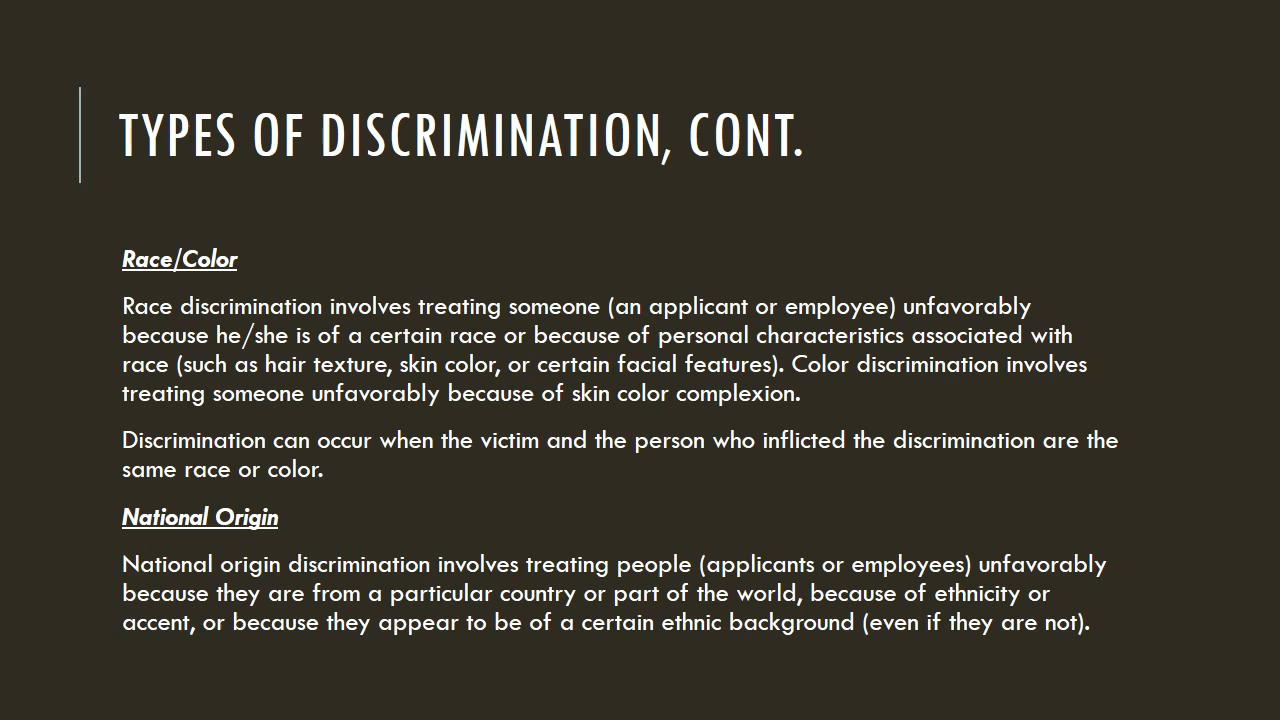 TYPES OF DISCRIMINATION, CONT.
Race/Color
Race discrimination involves treating someone (an applicant or employee) unfavorably
because he/she is of a certain race or because of personal characteristics associated with
race (such as hair texture, skin color, or certain facial features). Color discrimination involves
treating someone unfavorably because of skin color complexion.
Discrimination can occur when the victim and the person who inflicted the discrimination are the
same race or color.
National Origin
National origin discrimination involves treating people (applicants or employees) unfavorably
because they are from a particular country or part of the world, because of ethnicity or
accent, or because they appear to be of a certain ethnic background (even if they are not).